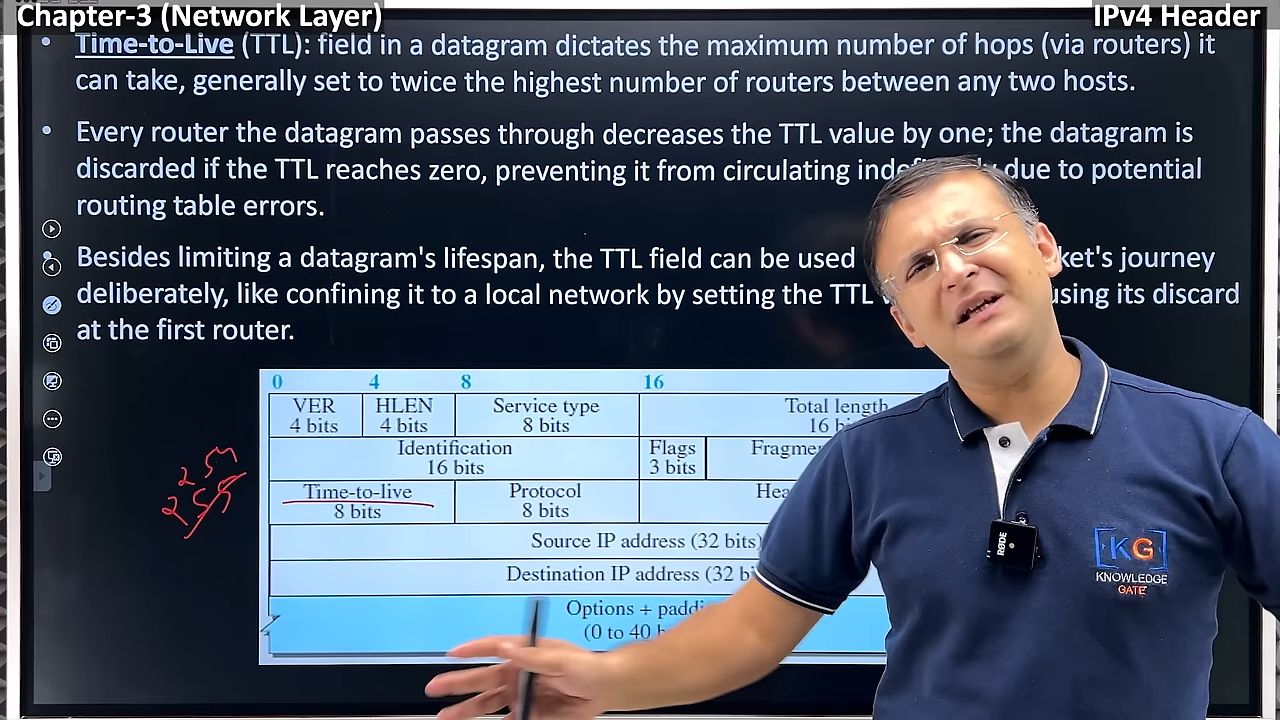 Chapter-3 (Network Layer)
IPv4 Header
• Time-to-Live (TTL): field in a datagram dictates the maximum number of hops (via routers) it
can take, generally set to twice the highest number of routers between any two hosts.
• Every router the datagram passes through decreases the TTL value by one; the datagram is
discarded if the TTL reaches zero, preventing it from circulating due to potential
routing table errors.
• Besides limiting a datagram's lifespan, the TTL field can be used journey
deliberately, like confining it to a local network by setting the TTL its discard
at the first router.
0 4 8 16
VER HLEN Service type Total length
4 bits 4 bits 8 bits 16
Identification Flags
16 bits 3 bits
Time-to-live Protocol
8 bits 8 bits
Source IP address (32 bits)
Destination IP address (32
Options +
(0 to 40
254
255
RODE
KG
KNOWLEDGE
GATE